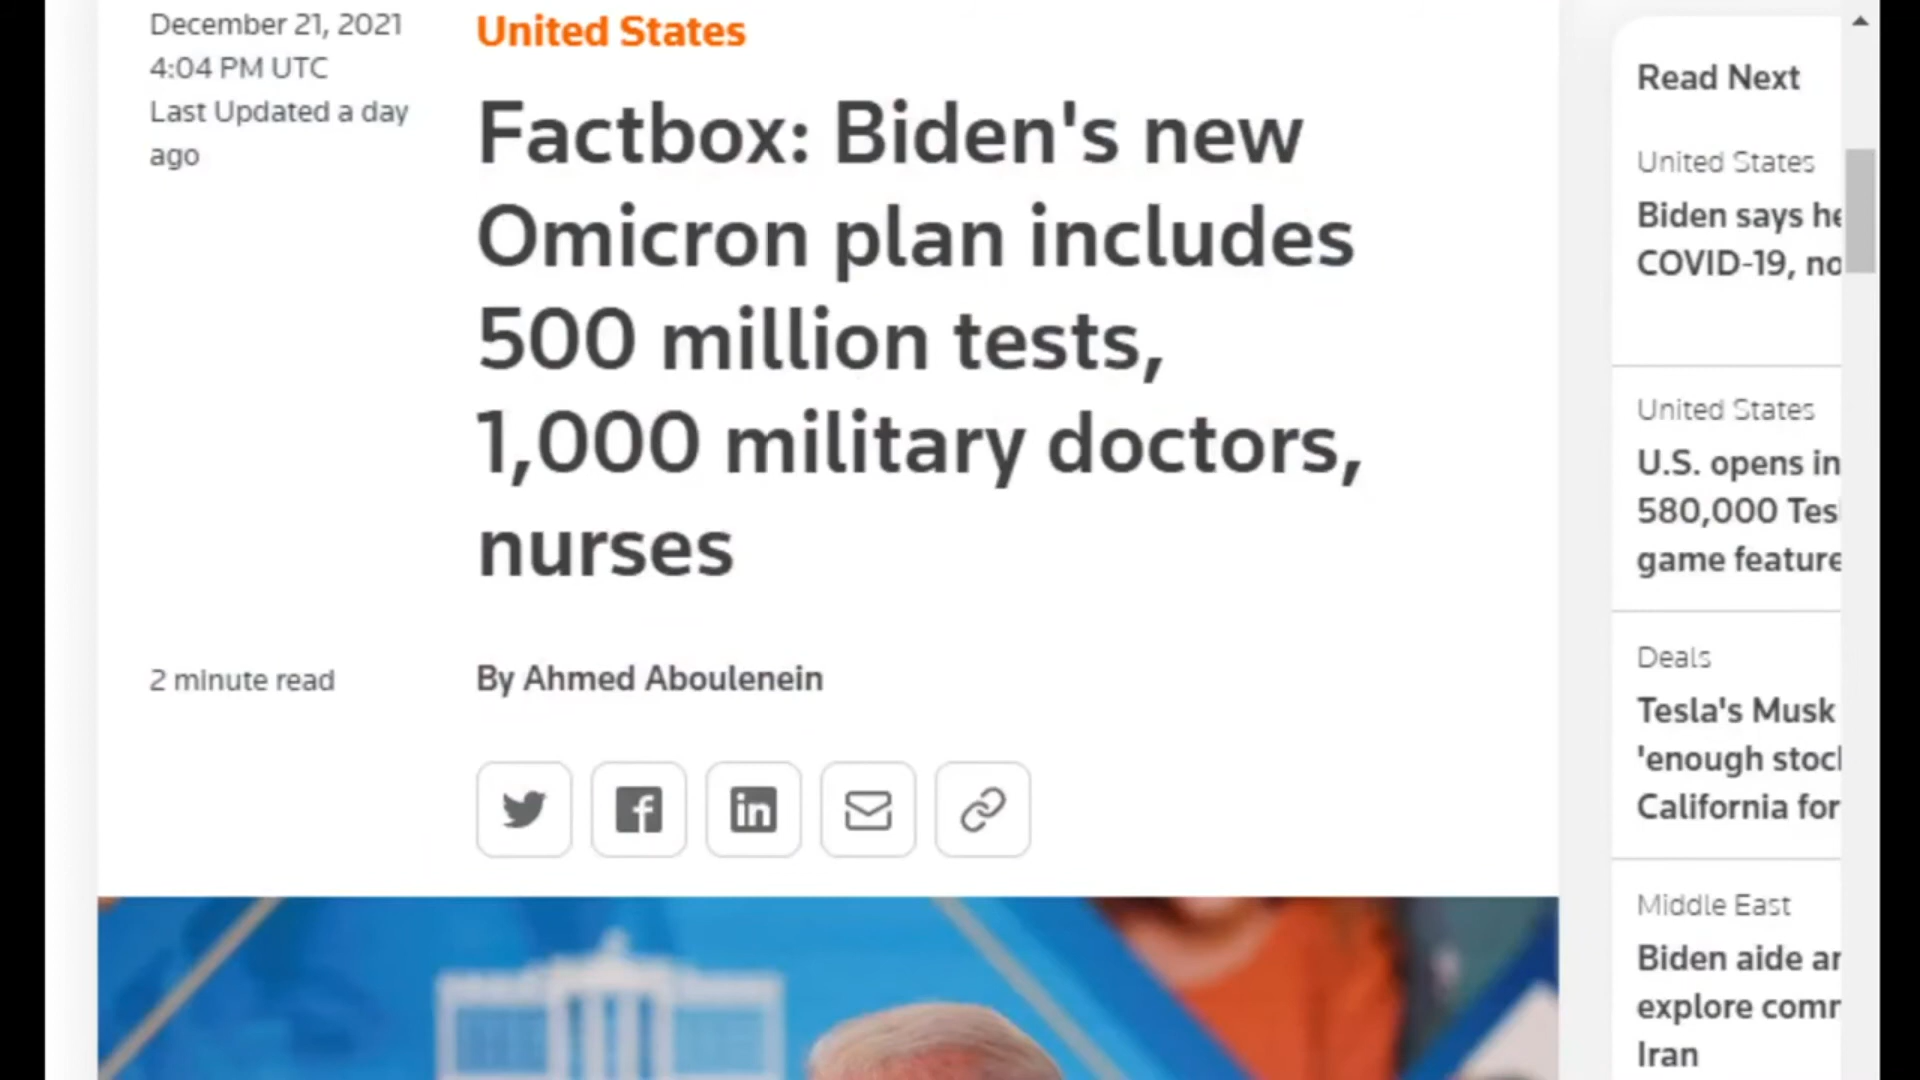 December 21, 2021
4:04 PM UTC
Last Updated a day
ago
United States
Factbox: Biden's new
Omicron plan includes
500 million tests,
1,000 military doctors,
nurses
2 minute read
By Ahmed Aboulenein
Read Next
United States
Biden says he
COVID-19, no
United States
U.S. opens in
580,000 Tes
game feature
Deals
Tesla's Musk
'enough stock
California for
Middle East
Biden aide an
explore comm
Iran